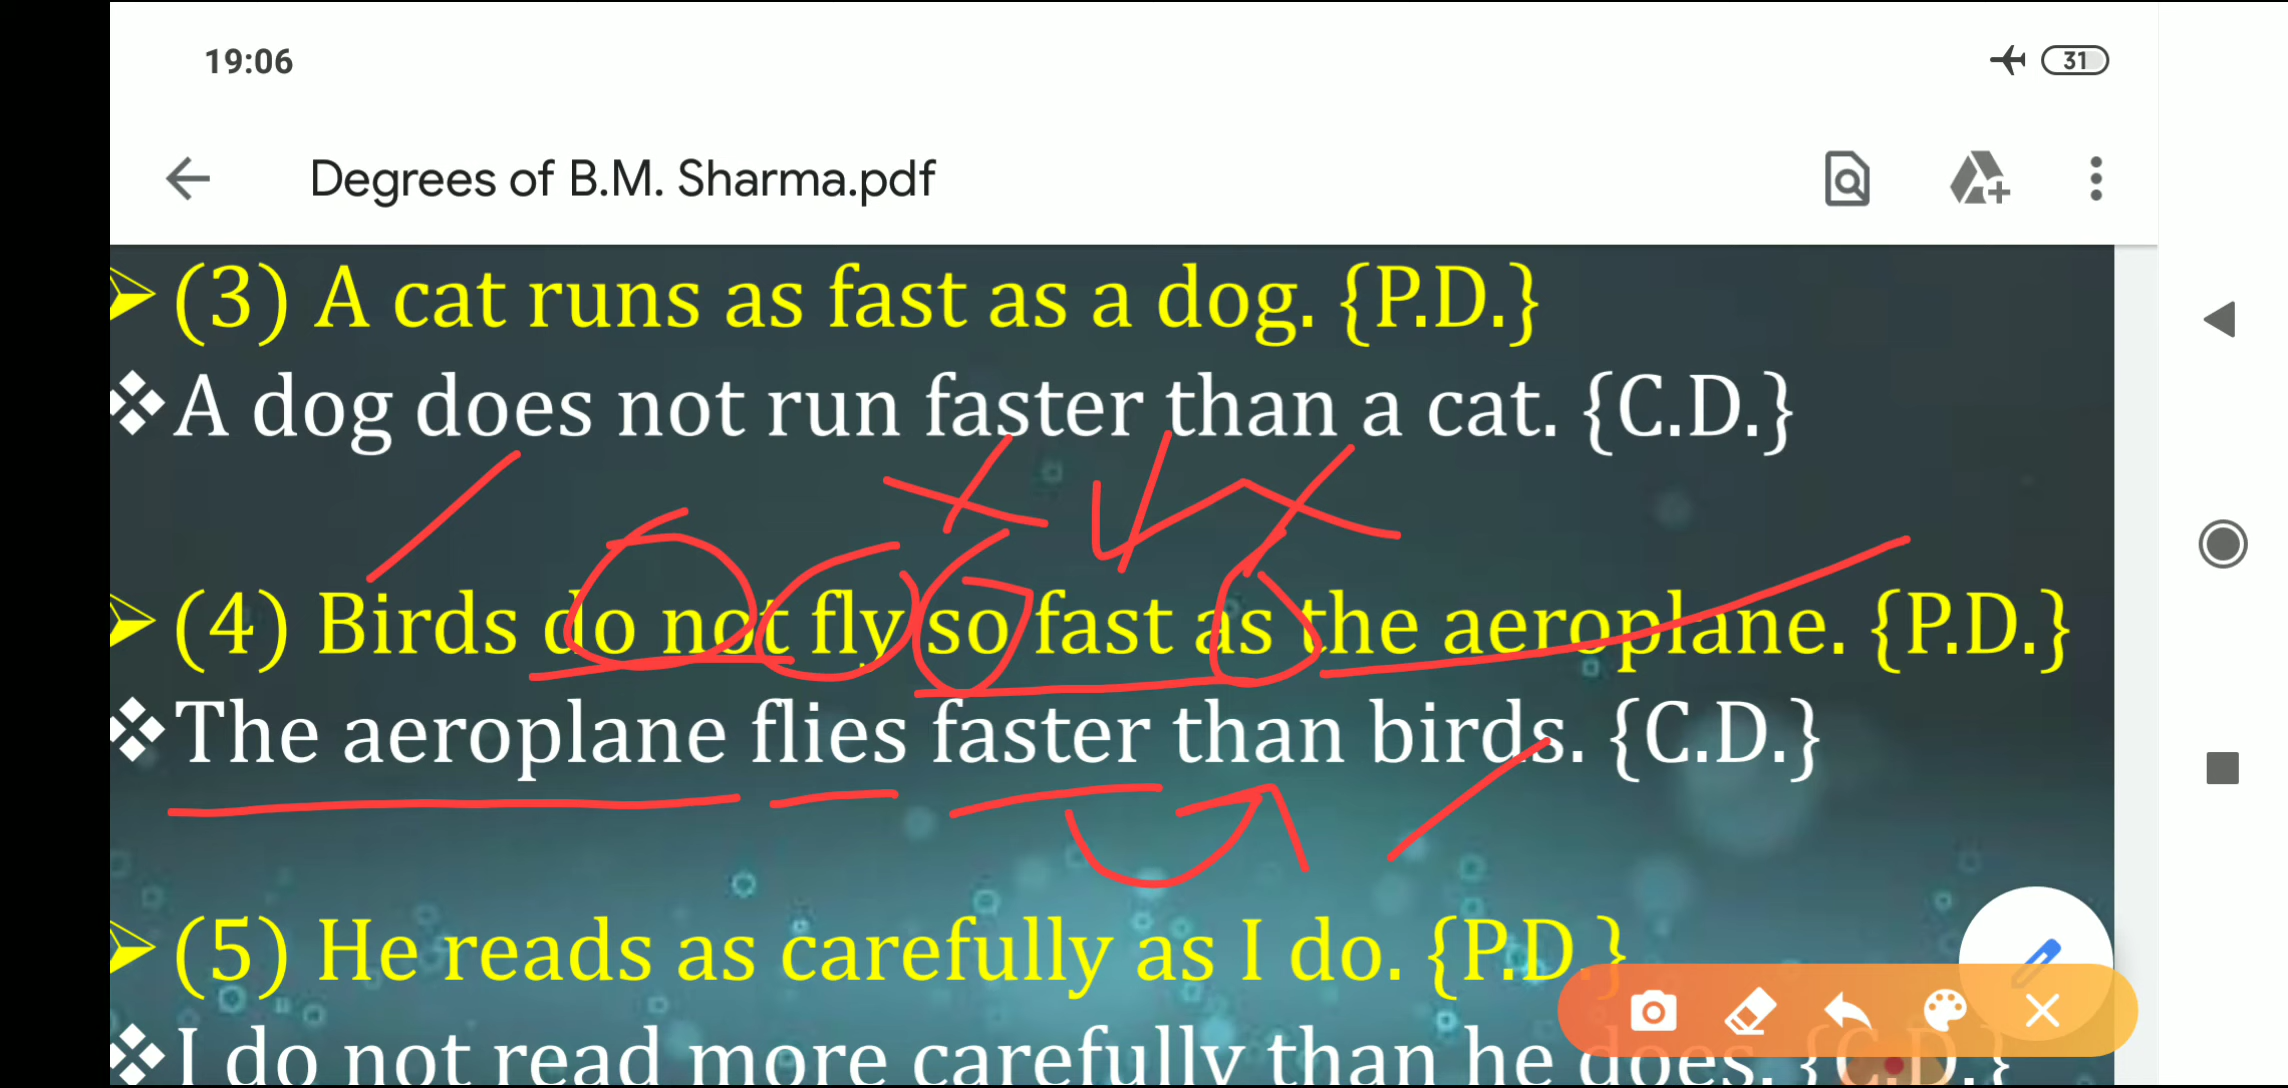 19:06
31
Degrees of B.M. Sharma.pdf
(3) A cat runs as fast as a dog. {P.D.}
A dog does not run faster than a cat. {C.D.}
(4) Birds do not fly so fast as the aeroplane. {P.D.}
The aeroplane flies faster than birds. {C.D.}
(5) He reads as carefully as I do. {P.D.}
I do not read more carefully than he does. {C.D.}